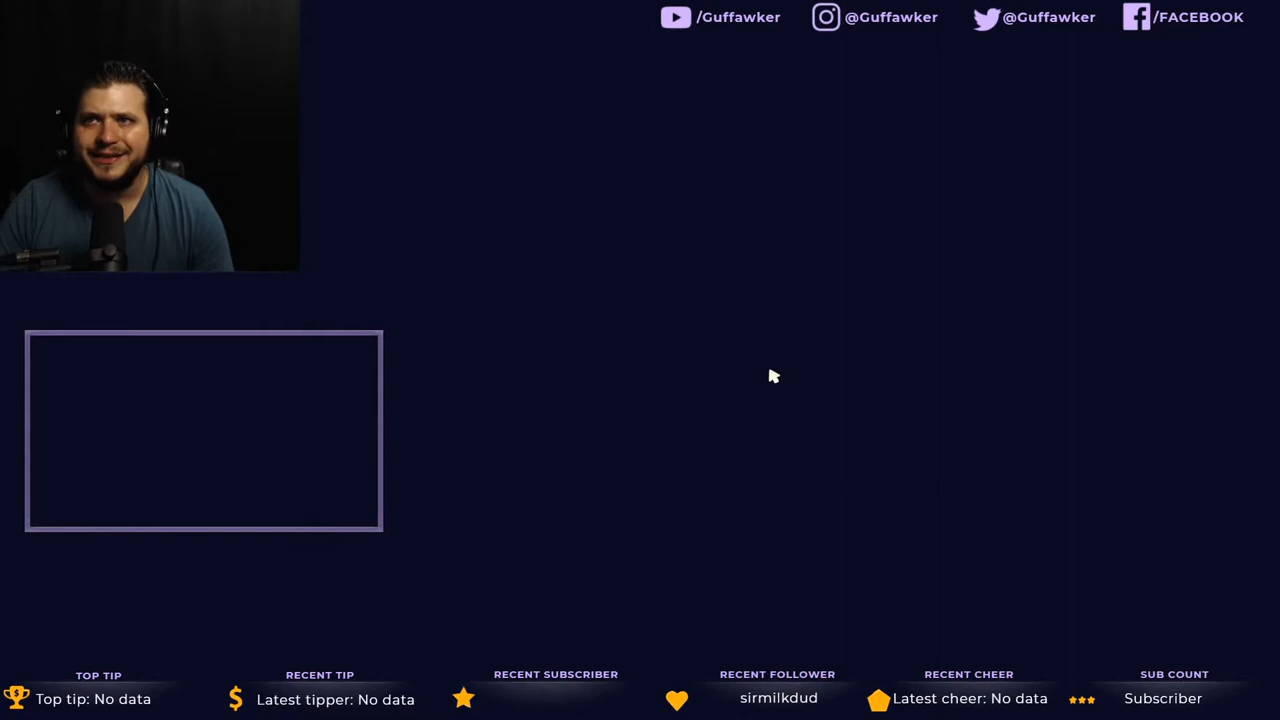 /Guffawker @Guffawker @Guffawker /FACEBOOK
TOP TIP RECENT TIP RECENT SUBSCRIBER RECENT FOLLOWER RECENT CHEER SUB COUNT
Top tip: No data Latest tipper: No data sirmilkdud Latest cheer: No data Subscriber